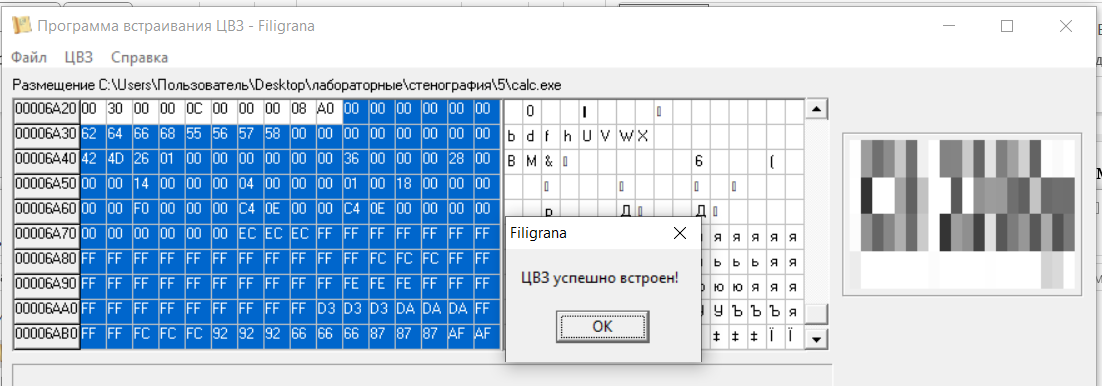 Программа встраивания ЦВЗ - Filigrana
Файл ЦВЗ Справка
Размещение C:\Users\Пользователь\Desktop\лабораторные\стенография\5\calc.exe
00006A20 00 30 00 00 0C 00 00 00 08 A0 00 00 00 00 00 00 0
00006A30 62 64 66 68 55 56 57 58 00 00 00 00 00 00 00 00 b d f h U V W X
00006A40 42 4D 26 01 00 00 00 00 00 00 36 00 00 00 28 00 B M & 6 (
00006A50 00 00 14 00 00 00 04 00 00 00 01 00 18 00 00 00
00006A60 00 00 F0 00 00 00 C4 0E 00 00 C4 0E 00 00 00 00 р Д Д
00006A70 00 00 00 00 00 00 EC EC EC FF FF FF FF FF FF FF я я я я я
00006A80 FF FF FF FF FF FF FF FF FF FF FF FC FC FC FF FF ь ь ь я я
00006A90 FF FF FF FF FF FF FF FF FF FF FE FE FE FF FF FF ю ю я я я
00006AA0 FF FF FF FF FF FF FF FF FF D3 D3 D3 DA DA DA FF У Ъ Ъ Ъ я
00006AB0 FF FF FC FC FC 92 92 92 66 66 66 87 87 87 AF AF ‡ ‡ ‡ Ї Ї
Filigrana
ЦВЗ успешно встроен!
OK